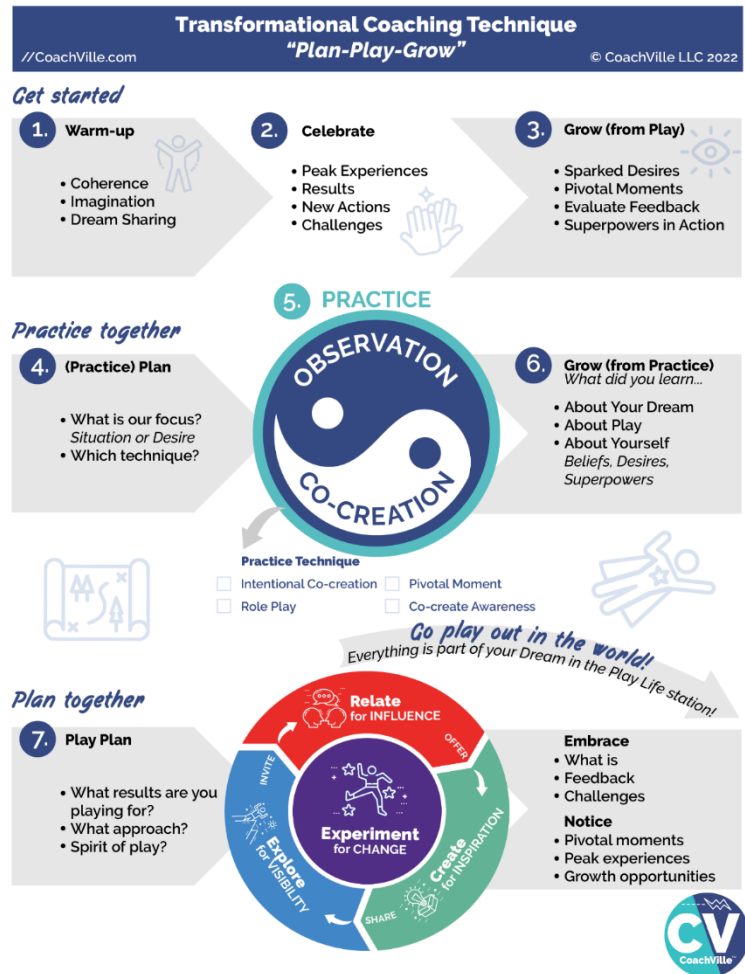 Transformational Coaching Technique
“Plan-Play-Grow”
//CoachVille.com
© CoachVille LLC 2022
Get started
1. Warm-up
• Coherence
• Imagination
• Dream Sharing
2. Celebrate
• Peak Experiences
• Results
• New Actions
• Challenges
3. Grow (from Play)
• Sparked Desires
• Pivotal Moments
• Evaluate Feedback
• Superpowers in Action
Practice together
4. (Practice) Plan
• What is our focus?
Situation or Desire
• Which technique?
5. PRACTICE
OBSERVATION
CO-CREATION
6. Grow (from Practice)
What did you learn...
• About Your Dream
• About Play
• About Yourself
Beliefs, Desires,
Superpowers
Practice Technique
Intentional Co-creation
Pivotal Moment
Role Play
Co-create Awareness
Go play out in the world!
Everything is part of your Dream in the Play Life station!
Plan together
7. Play Plan
• What results are you
playing for?
• What approach?
• Spirit of play?
Relate
for INFLUENCE
OFFER
Create
for INSPIRATION
SHARE
Explore
for VISIBILITY
INVITE
Experiment
for CHANGE
Embrace
• What is
• Feedback
• Challenges
Notice
• Pivotal moments
• Peak experiences
• Growth opportunities
CV
CoachVille